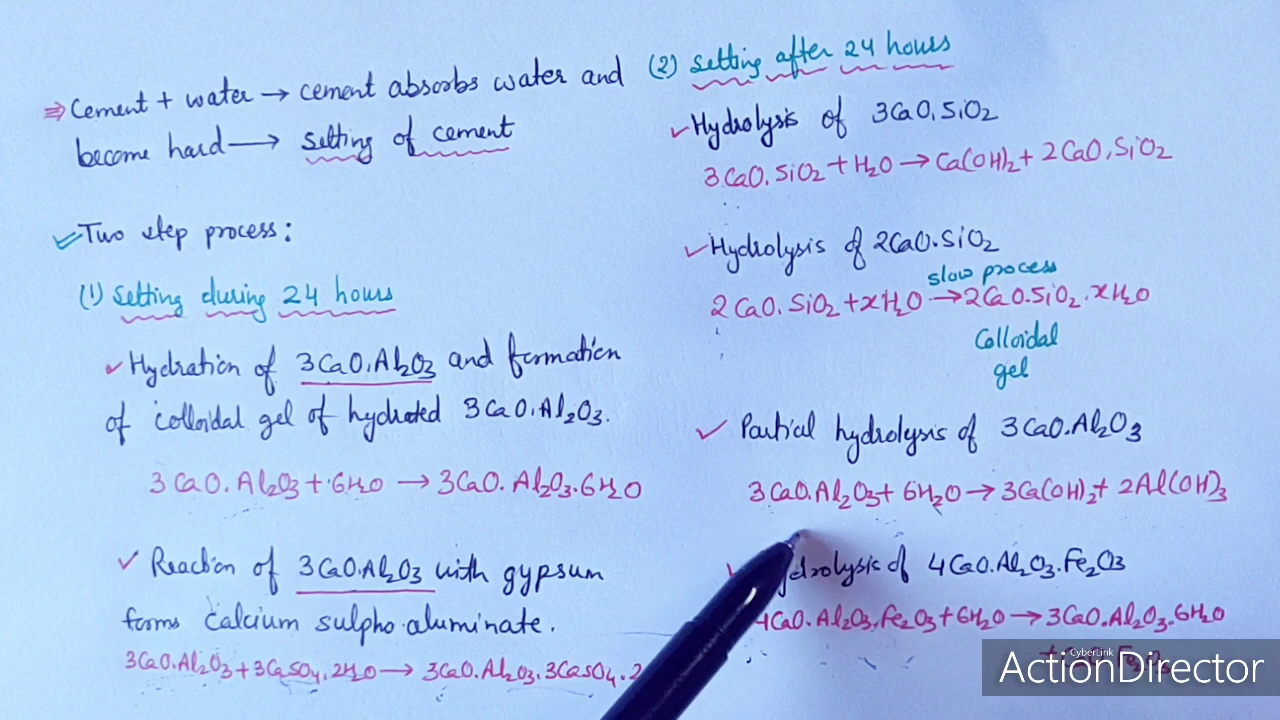 ⇒ Cement + water → cement absorbs water and
become hard → setting of cement
Two step process:
(1) Setting during 24 hours
Hydration of 3CaO.Al₂O₃ and formation
of colloidal gel of hydrated 3CaO.Al₂O₃.
3CaO.Al₂O₃ + 6H₂O → 3CaO.Al₂O₃.6H₂O
Reaction of 3CaO.Al₂O₃ with gypsum
forms calcium sulpho.aluminate.
3CaO.Al₂O₃ + 3CaSO₄.2H₂O → 3CaO.Al₂O₃.3CaSO₄.2
(2) Setting after 24 hours
Hydrolysis of 3CaO.SiO₂
3CaO.SiO₂ + H₂O → Ca(OH)₂ + 2CaO.SiO₂
Hydrolysis of 2CaO.SiO₂
slow process
2CaO.SiO₂ + xH₂O → 2CaO.SiO₂.xH₂O
Colloidal
gel
Partial hydrolysis of 3CaO.Al₂O₃
3CaO.Al₂O₃ + 6H₂O → 3Ca(OH)₂ + 2Al(OH)₃
drolysis of 4CaO.Al₂O₃.Fe₂O₃
4CaO.Al₂O₃.Fe₂O₃ + 6H₂O → 3CaO.Al₂O₃.6H₂O
CyberLink
ActionDirector